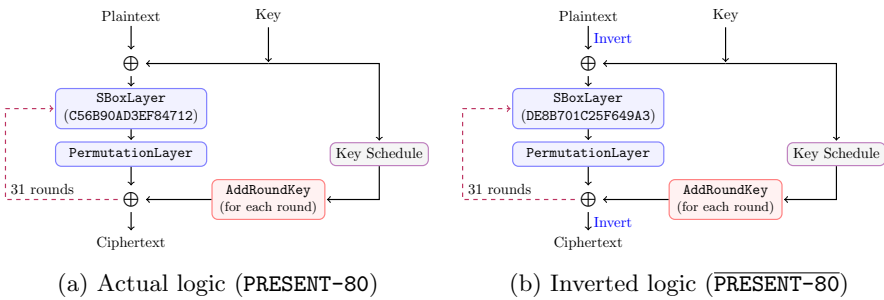 Plaintext
Key
SBoxLayer
(C56B90AD3EF84712)
PermutationLayer
Key Schedule
31 rounds
AddRoundKey
(for each round)
Ciphertext
(a) Actual logic (PRESENT-80)
Plaintext
Key
Invert
SBoxLayer
(DE8B701C25F649A3)
PermutationLayer
Key Schedule
31 rounds
AddRoundKey
(for each round)
Invert
Ciphertext
(b) Inverted logic (PRESENT-80)